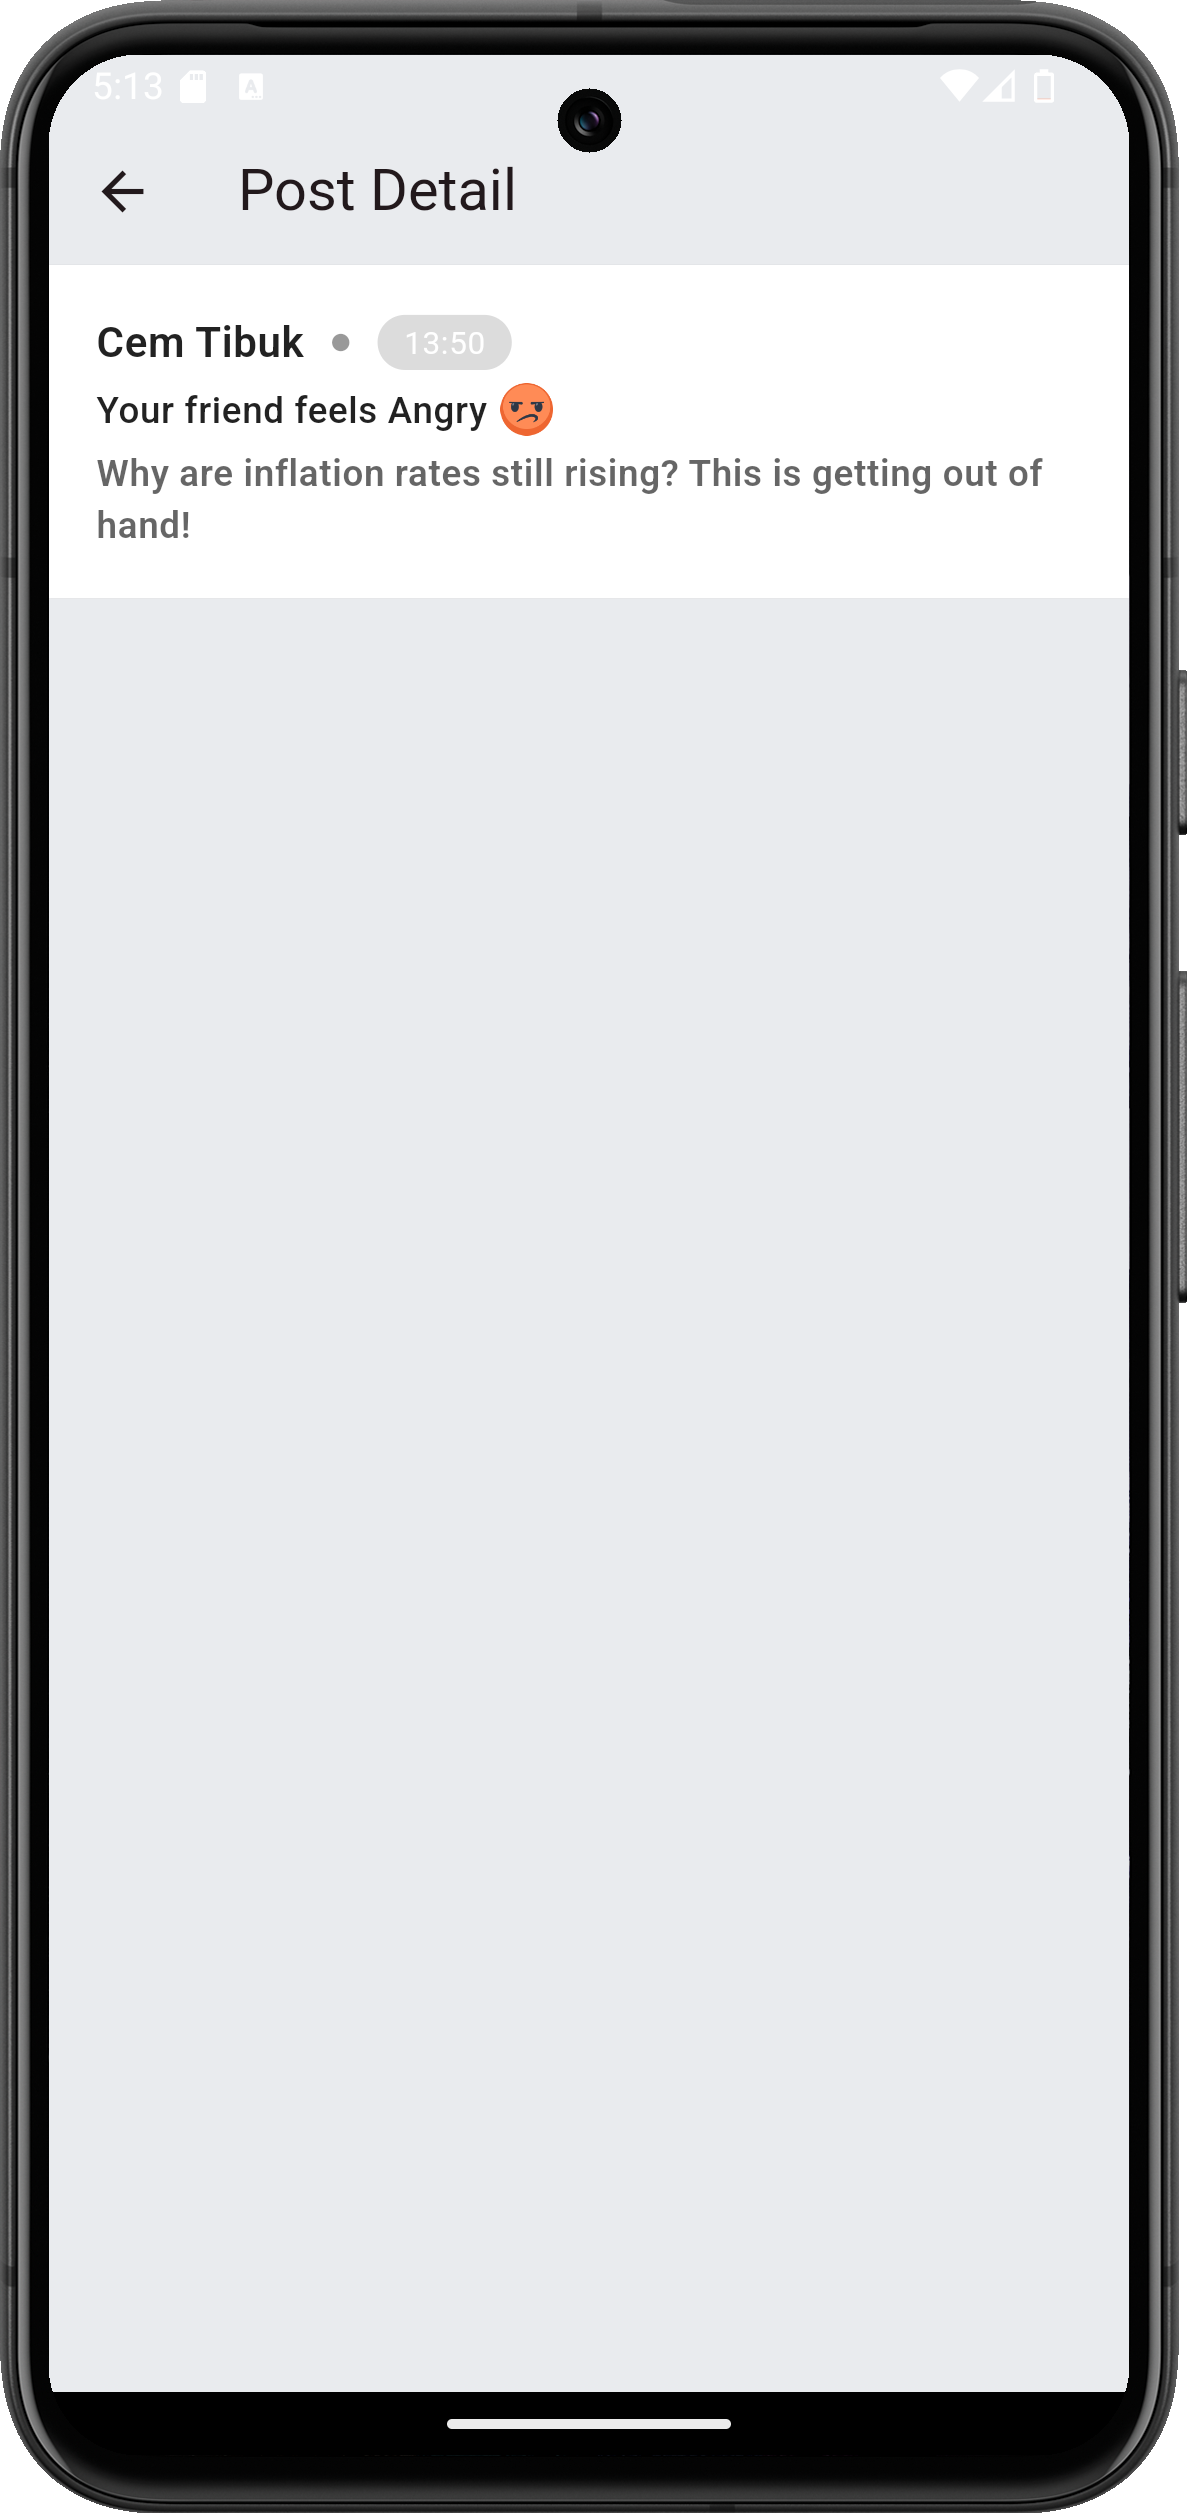 5:13
Post Detail
Cem Tibuk • 13:50
Your friend feels Angry 
Why are inflation rates still rising? This is getting out of
hand!